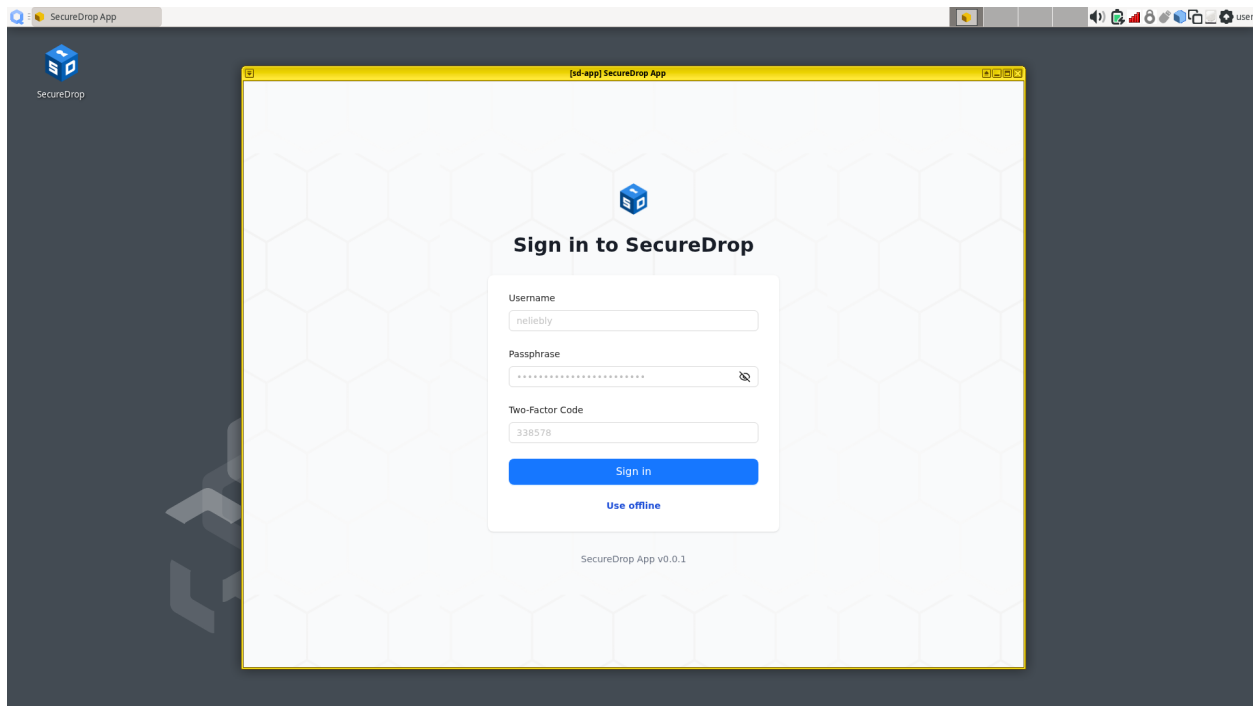 SecureDrop App
user
SecureDrop
[sd-app] SecureDrop App
Sign in to SecureDrop
Username
neliebly
Passphrase
Two-Factor Code
338578
Sign in
Use offline
SecureDrop App v0.0.1